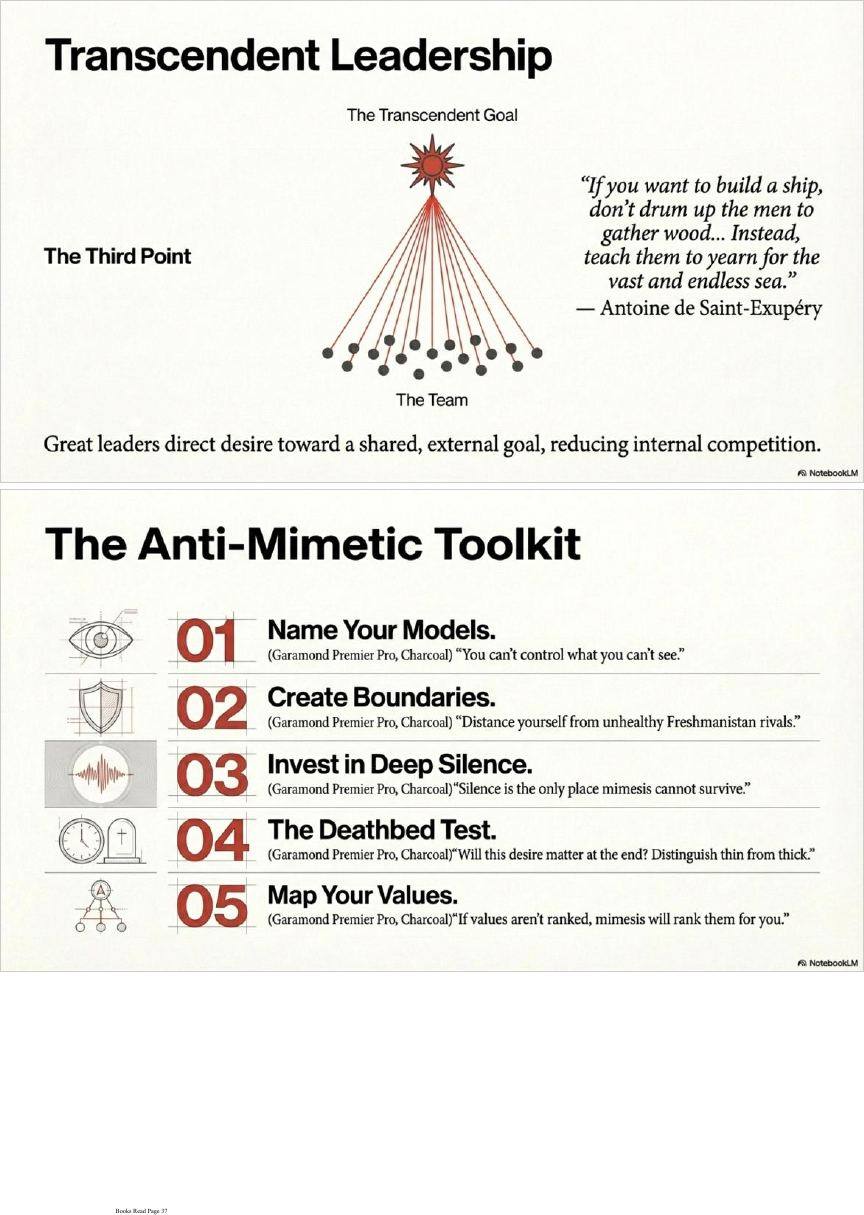 Transcendent Leadership
The Transcendent Goal
The Third Point
“If you want to build a ship,
don’t drum up the men to
gather wood... Instead,
teach them to yearn for the
vast and endless sea.”
— Antoine de Saint-Exupéry
The Team
Great leaders direct desire toward a shared, external goal, reducing internal competition.
NotebookLM
The Anti-Mimetic Toolkit
01
Name Your Models.
(Garamond Premier Pro, Charcoal) “You can’t control what you can’t see.”
02
Create Boundaries.
(Garamond Premier Pro, Charcoal) “Distance yourself from unhealthy Freshmanistan rivals.”
03
Invest in Deep Silence.
(Garamond Premier Pro, Charcoal)“Silence is the only place mimesis cannot survive.”
04
The Deathbed Test.
(Garamond Premier Pro, Charcoal)“Will this desire matter at the end? Distinguish thin from thick.”
05
Map Your Values.
(Garamond Premier Pro, Charcoal)“If values aren’t ranked, mimesis will rank them for you.”
NotebookLM
Books Read Page 37